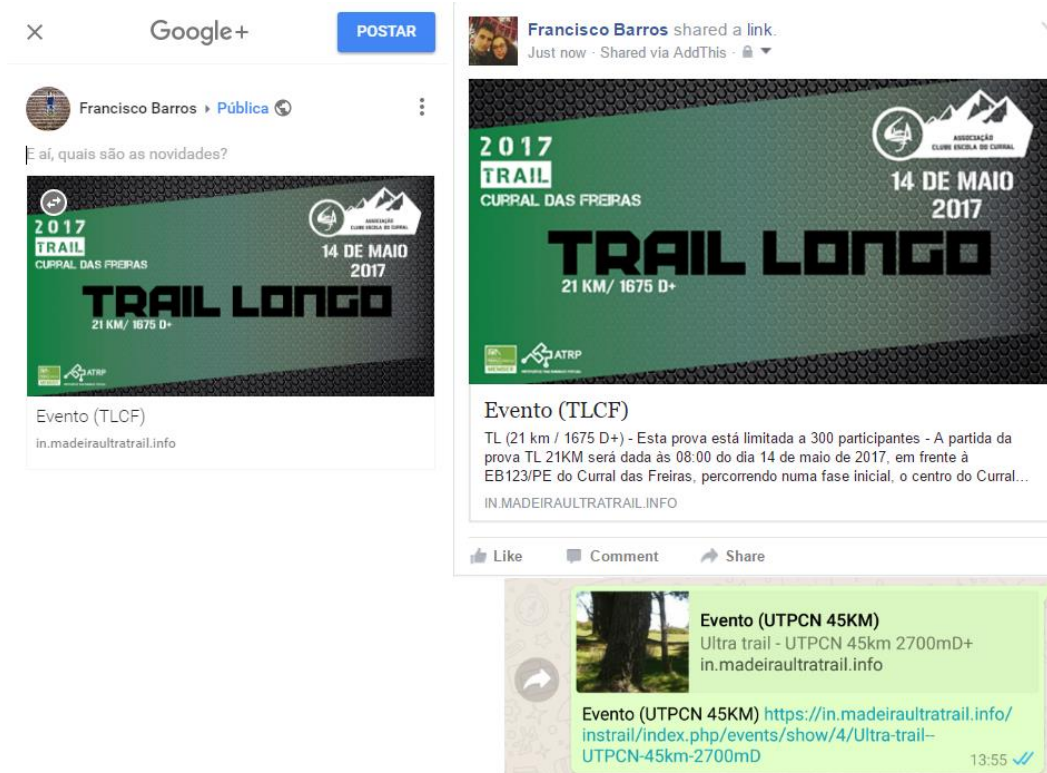 Google+
POSTAR
Francisco Barros ▸ Pública
E aí, quais são as novidades?
2017
TRAIL
CURRAL DAS FREIRAS
ASSOCIAÇÃO
CLUBE ESCOLA DO CURRAL
14 DE MAIO
2017
TRAIL LONGO
21 KM/ 1675 D+
ATRP
Evento (TLCF)
in.madeiraultratrail.info
Francisco Barros shared a link.
Just now · Shared via AddThis ·
2017
TRAIL
CURRAL DAS FREIRAS
ASSOCIAÇÃO
CLUBE ESCOLA DO CURRAL
14 DE MAIO
2017
TRAIL LONGO
21 KM/ 1675 D+
MEMBER
ATRP
Evento (TLCF)
TL (21 km / 1675 D+) - Esta prova está limitada a 300 participantes - A partida da
prova TL 21KM será dada às 08:00 do dia 14 de maio de 2017, em frente à
EB123/PE do Curral das Freiras, percorrendo numa fase inicial, o centro do Curral...
IN.MADEIRAULTRATRAIL.INFO
Like Comment Share
Evento (UTPCN 45KM)
Ultra trail - UTPCN 45km 2700mD+
in.madeiraultratrail.info
Evento (UTPCN 45KM) https://in.madeiraultratrail.info/
instrail/index.php/events/show/4/Ultra-trail--
UTPCN-45km-2700mD
13:55